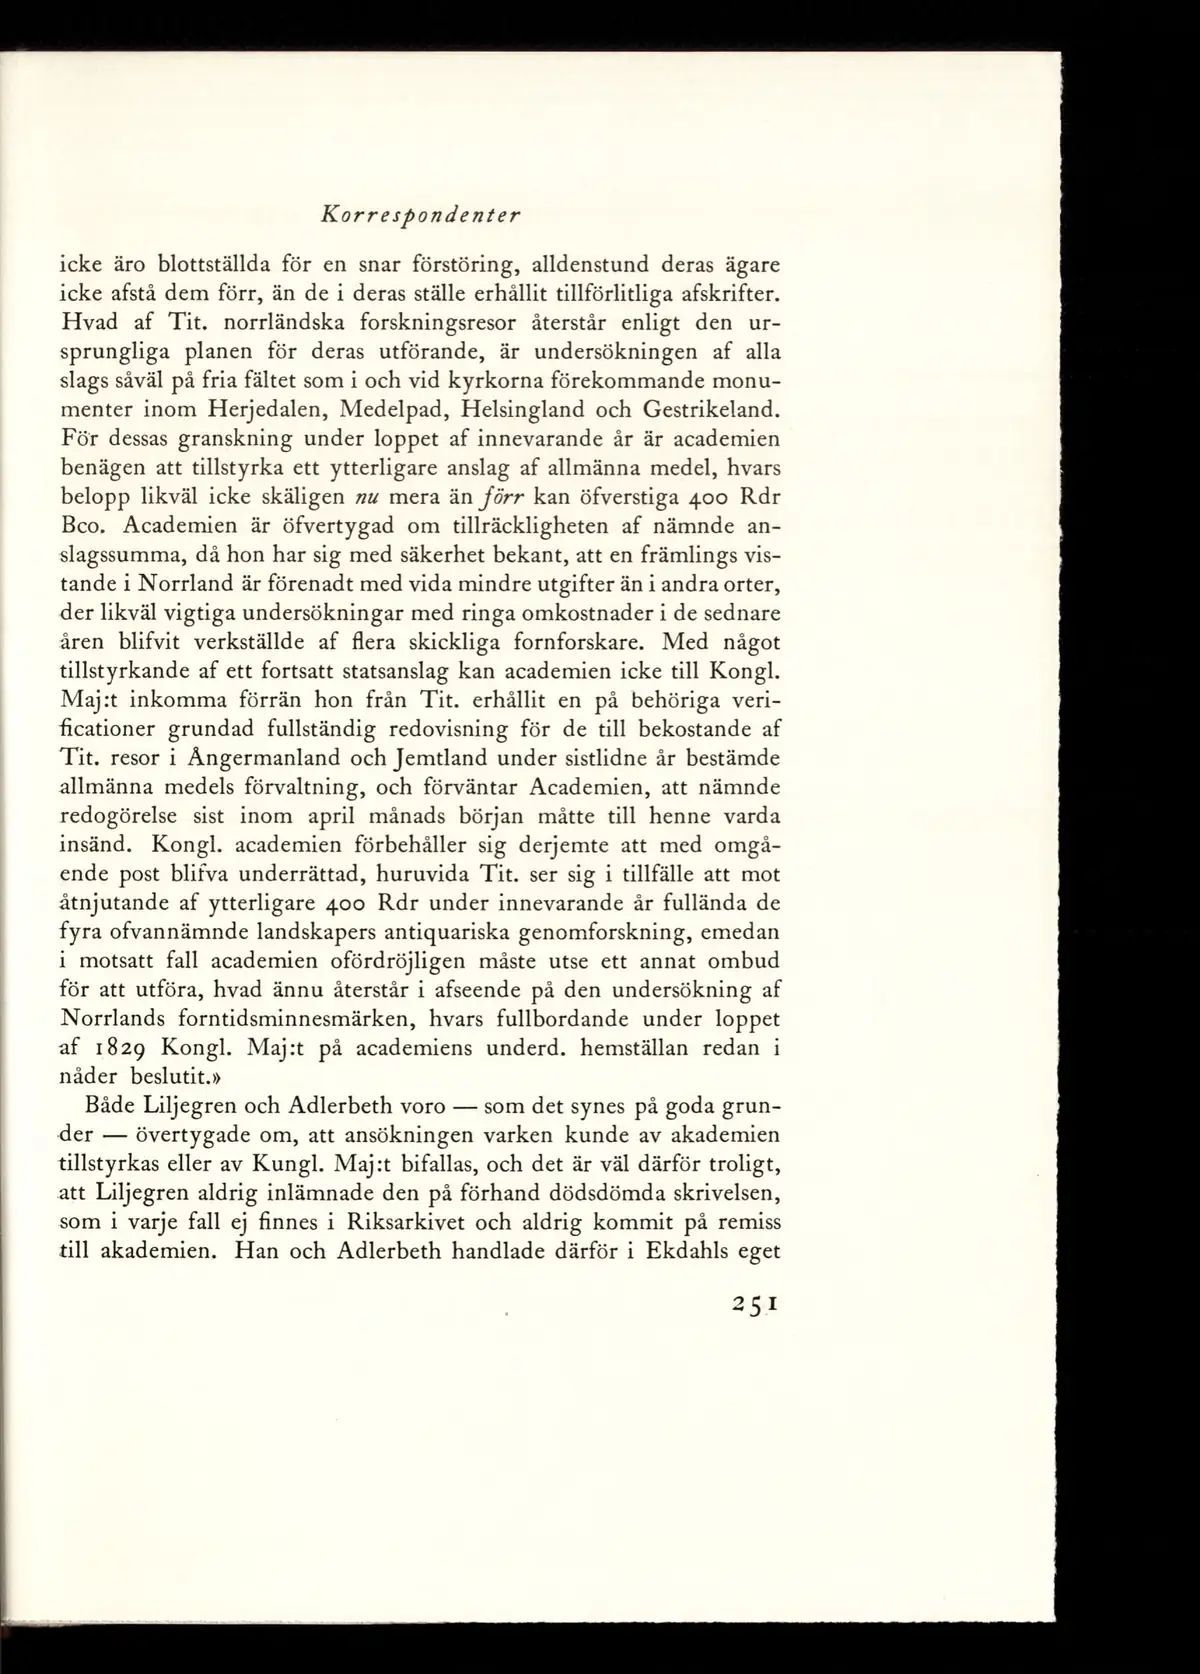 Korrespondenter
icke äro blottställda för en snar förstöring, alldenstund deras ägare
icke afstå dem förr, än de i deras ställe erhållit tillförlitliga afskrifter.
Hvad af Tit. norrländska forskningsresor återstår enligt den ur-
sprungliga planen för deras utförande, är undersökningen af alla
slags såväl på fria fältet som i och vid kyrkorna förekommande monu-
menter inom Herjedalen, Medelpad, Helsingland och Gestrikeland.
För dessas granskning under loppet af innevarande år är academien
benägen att tillstyrka ett ytterligare anslag af allmänna medel, hvars
belopp likväl icke skäligen nu mera än förr kan öfverstiga 400 Rdr
Bco. Academien är öfvertygad om tillräckligheten af nämnde an-
slagssumma, då hon har sig med säkerhet bekant, att en främlings vis-
tande i Norrland är förenadt med vida mindre utgifter än i andra orter,
der likväl vigtiga undersökningar med ringa omkostnader i de sednare
åren blifvit verkställde af flera skickliga fornforskare. Med något
tillstyrkande af ett fortsatt statsanslag kan academien icke till Kongl.
Maj:t inkomma förrän hon från Tit. erhållit en på behöriga veri-
ficationer grundad fullständig redovisning för de till bekostande af
Tit. resor i Ångermanland och Jemtland under sistlidne år bestämde
allmänna medels förvaltning, och förväntar Academien, att nämnde
redogörelse sist inom april månads början måtte till henne varda
insänd. Kongl. academien förbehåller sig derjemte att med omgå-
ende post blifva underrättad, huruvida Tit. ser sig i tillfälle att mot
åtnjutande af ytterligare 400 Rdr under innevarande år fullända de
fyra ofvannämnde landskapers antiquariska genomforskning, emedan
i motsatt fall academien ofördröjligen måste utse ett annat ombud
för att utföra, hvad ännu återstår i afseende på den undersökning af
Norrlands forntidsminnesmärken, hvars fullbordande under loppet
af 1829 Kongl. Maj:t på academiens underd. hemställan redan i
nåder beslutit.»
Både Liljegren och Adlerbeth voro — som det synes på goda grun-
der — övertygade om, att ansökningen varken kunde av akademien
tillstyrkas eller av Kungl. Maj:t bifallas, och det är väl därför troligt,
att Liljegren aldrig inlämnade den på förhand dödsdömda skrivelsen,
som i varje fall ej finnes i Riksarkivet och aldrig kommit på remiss
till akademien. Han och Adlerbeth handlade därför i Ekdahls eget
251